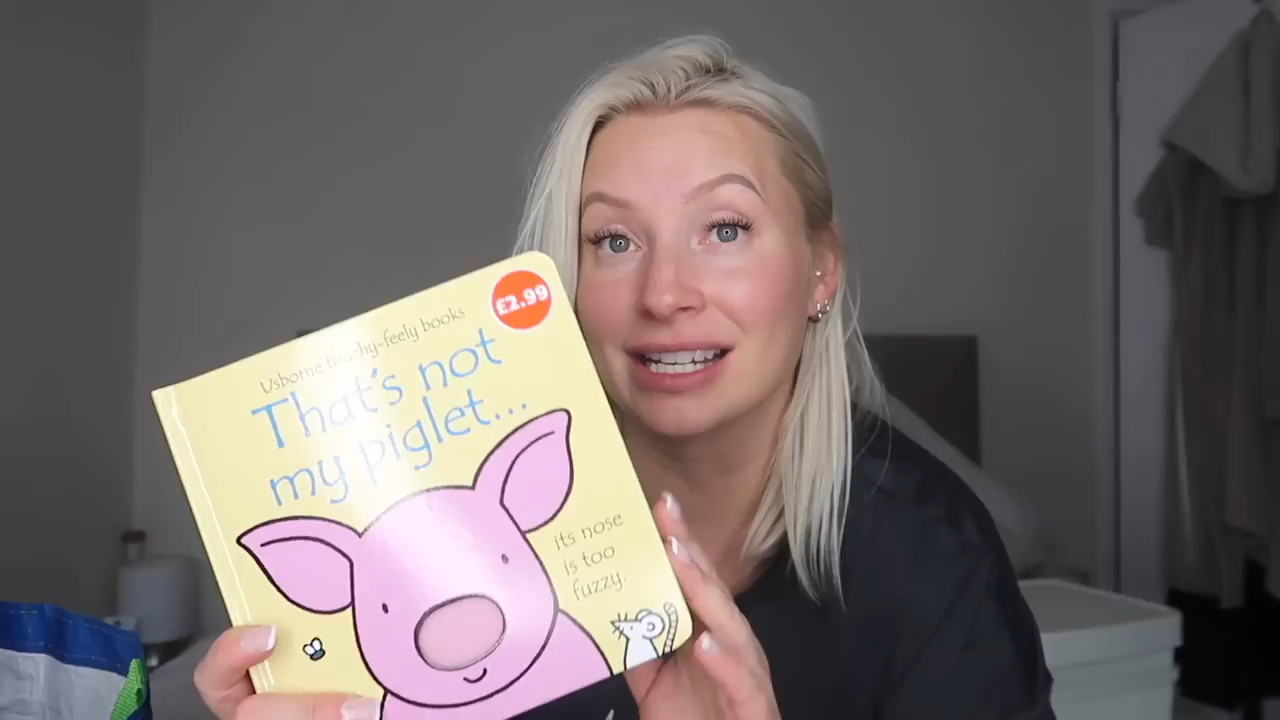 £2.99
Usborne touchy-feely books
That's not
my piglet...
its nose
is too
fuzzy.